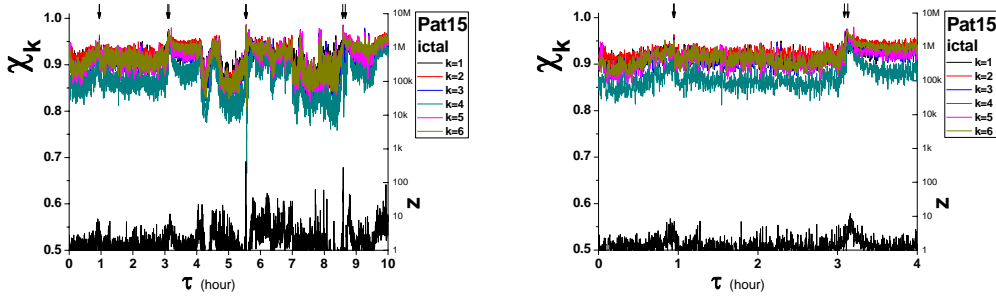 Pat15
ictal
k=1
k=2
k=3
k=4
k=5
k=6
χk
1.0
0.9
0.8
0.7
0.6
0.5
10M
1M
100k
10k
1k
100
10
1
z
0 1 2 3 4 5 6 7 8 9 10
τ (hour)
Pat15
ictal
k=1
k=2
k=3
k=4
k=5
k=6
χk
1.0
0.9
0.8
0.7
0.6
0.5
10M
1M
100k
10k
1k
100
10
1
z
0 1 2 3 4
τ (hour)